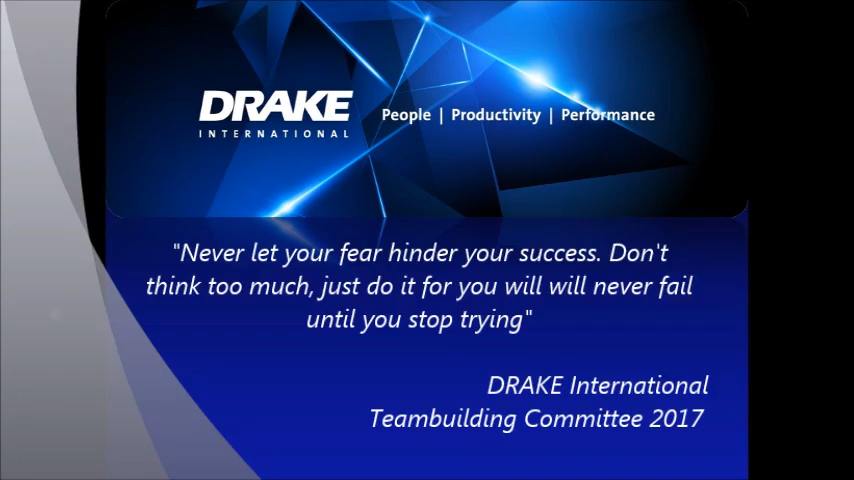 DRAKE
INTERNATIONAL
People | Productivity | Performance
"Never let your fear hinder your success. Don't
think too much, just do it for you will will never fail
until you stop trying"
DRAKE International
Teambuilding Committee 2017